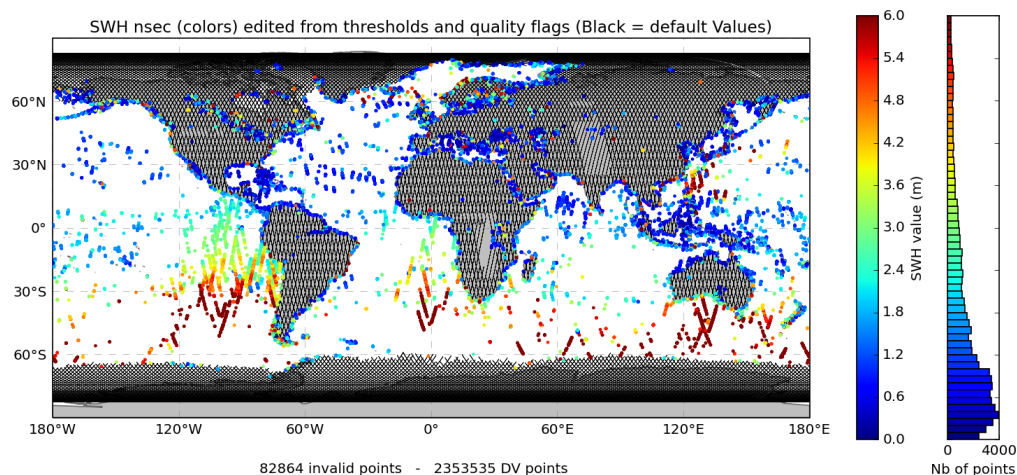 SWH nsec (colors) edited from thresholds and quality flags (Black = default Values)
60°N
30°N
0°
30°S
60°S
180°W
120°W
60°W
0°
60°E
120°E
180°E
82864 invalid points - 2353535 DV points
6.0
5.4
4.8
4.2
3.6
3.0
2.4
1.8
1.2
0.6
0.0
SWH value (m)
0
4000
Nb of points